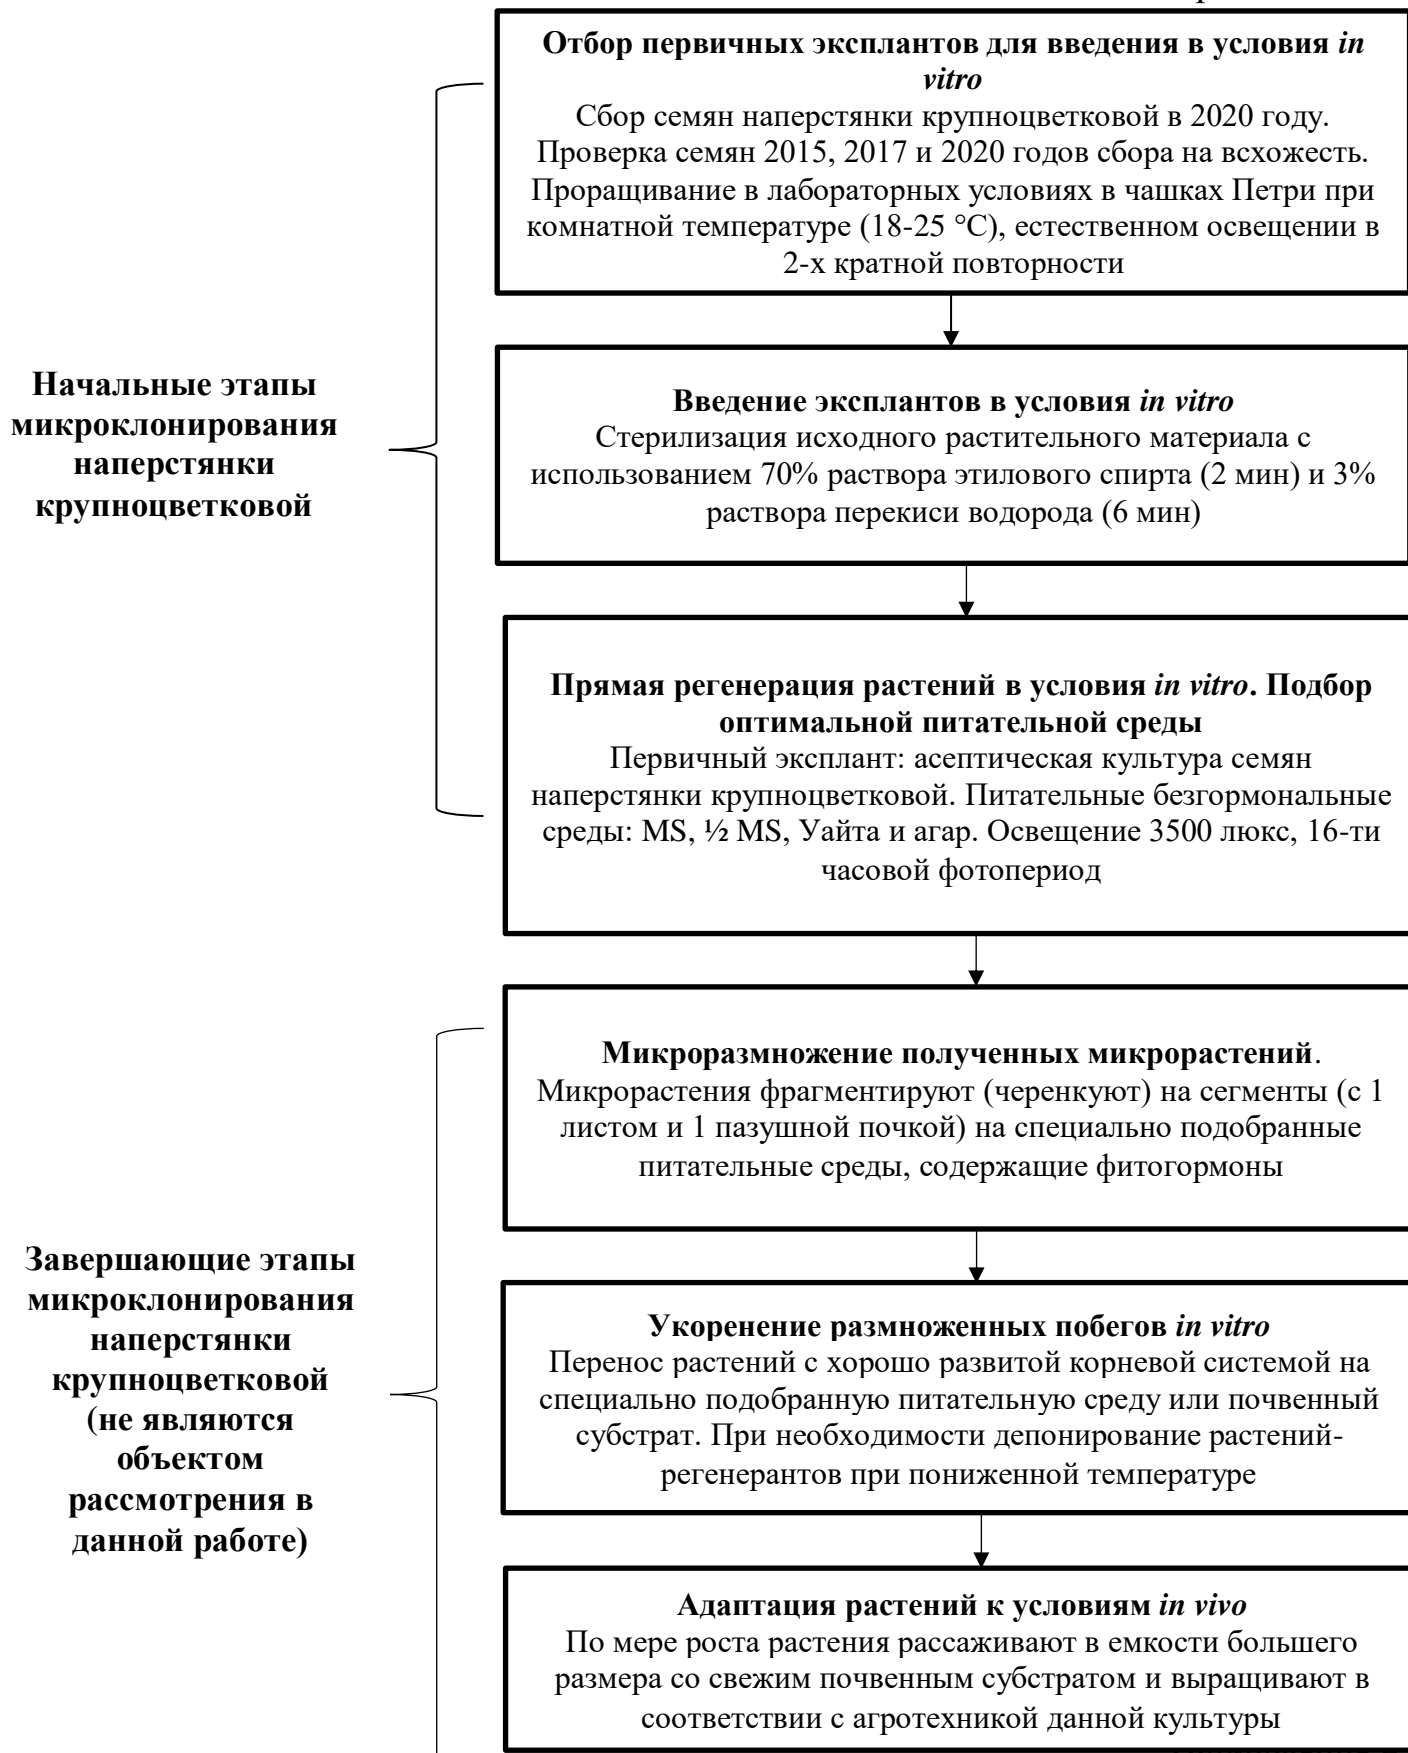 Отбор первичных эксплантов для введения в условия in
vitro
Сбор семян наперстянки крупноцветковой в 2020 году.
Проверка семян 2015, 2017 и 2020 годов сбора на всхожесть.
Проращивание в лабораторных условиях в чашках Петри при
комнатной температуре (18-25 °С), естественном освещении в
2-х кратной повторности
Начальные этапы
микроклонирования
наперстянки
крупноцветковой
Введение эксплантов в условия in vitro
Стерилизация исходного растительного материала с
использованием 70% раствора этилового спирта (2 мин) и 3%
раствора перекиси водорода (6 мин)
Прямая регенерация растений в условия in vitro. Подбор
оптимальной питательной среды
Первичный эксплант: асептическая культура семян
наперстянки крупноцветковой. Питательные безгормональные
среды: MS, ½ MS, Уайта и агар. Освещение 3500 люкс, 16-ти
часовой фотопериод
Микроразмножение полученных микрорастений.
Микрорастения фрагментируют (черенкуют) на сегменты (с 1
листом и 1 пазушной почкой) на специально подобранные
питательные среды, содержащие фитогормоны
Завершающие этапы
микроклонирования
наперстянки
крупноцветковой
(не являются
объектом
рассмотрения в
данной работе)
Укоренение размноженных побегов in vitro
Перенос растений с хорошо развитой корневой системой на
специально подобранную питательную среду или почвенный
субстрат. При необходимости депонирование растений-
регенерантов при пониженной температуре
Адаптация растений к условиям in vivo
По мере роста растения рассаживают в емкости большего
размера со свежим почвенным субстратом и выращивают в
соответствии с агротехникой данной культуры